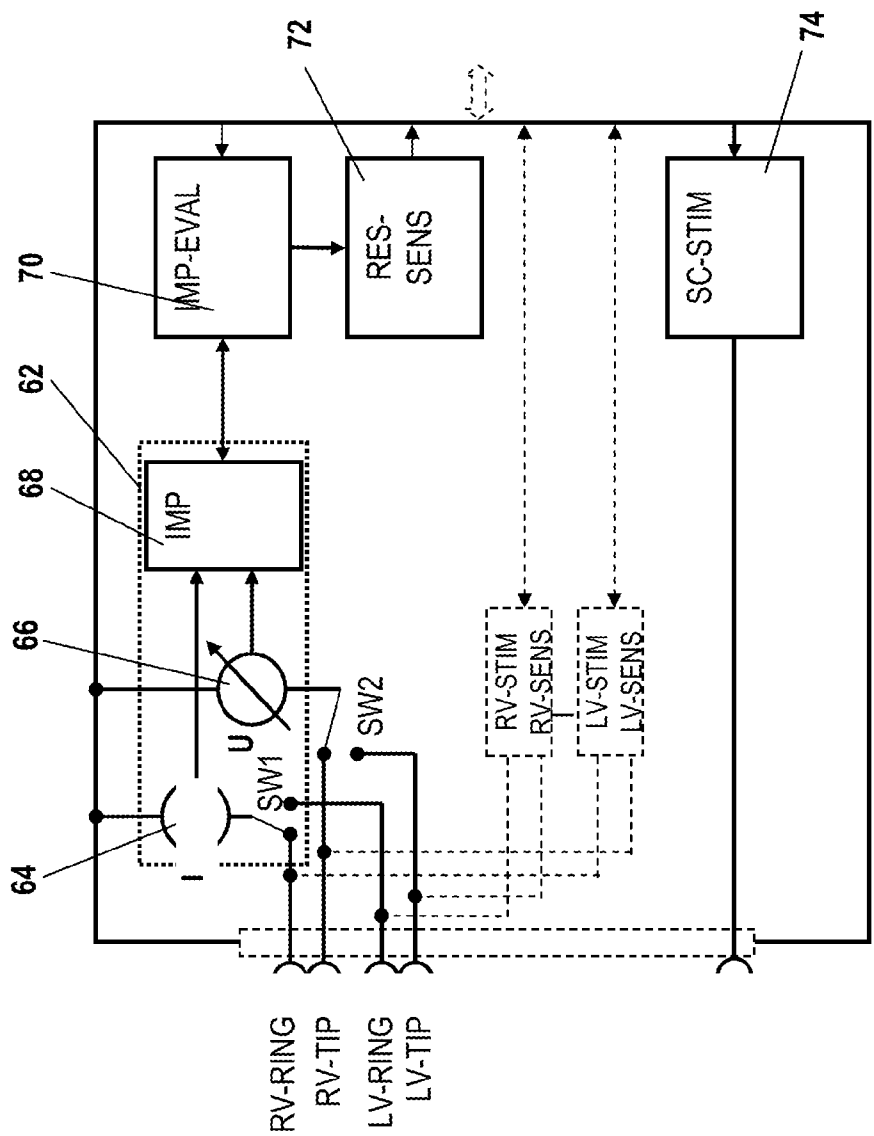 72
74
70
IMP-EVAL
RES-
SENS
SC-STIM
62
68
IMP
66
U
SW1
SW2
RV-STIM
RV-SENS
LV-STIM
LV-SENS
64
I
RV-RING
RV-TIP
LV-RING
LV-TIP